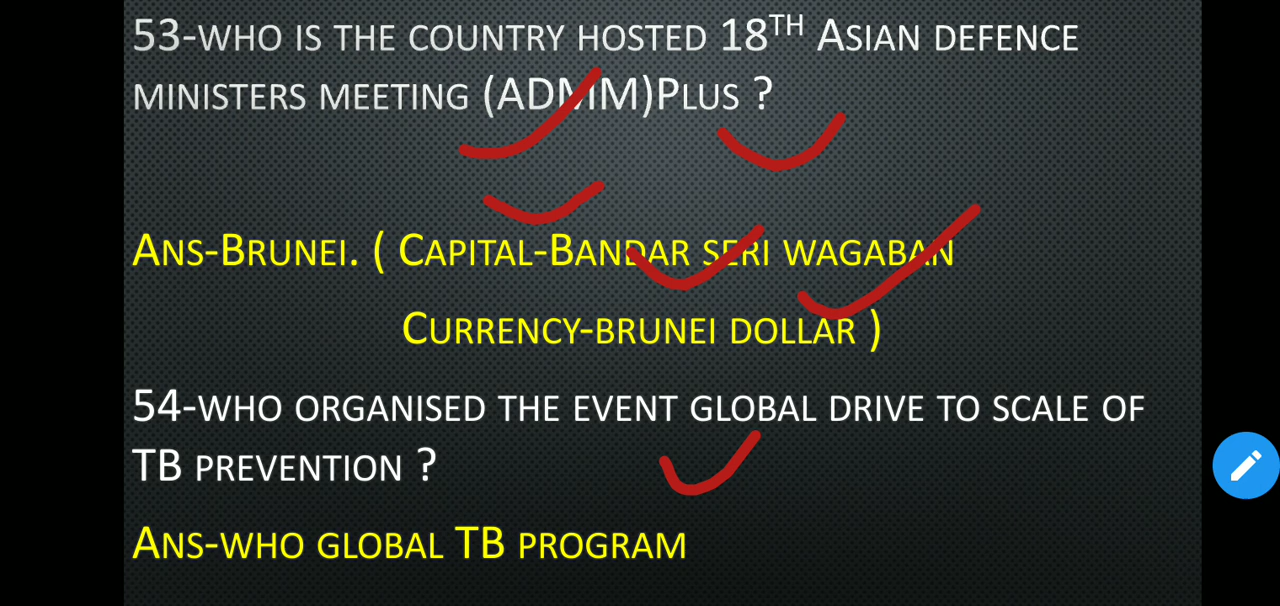 53-WHO IS THE COUNTRY HOSTED 18TH ASIAN DEFENCE
MINISTERS MEETING (ADMM)PLUS ?
ANS-BRUNEI. ( CAPITAL-BANDAR SERI WAGABAN
CURRENCY-BRUNEI DOLLAR )
54-WHO ORGANISED THE EVENT GLOBAL DRIVE TO SCALE OF
TB PREVENTION ?
ANS-WHO GLOBAL TB PROGRAM